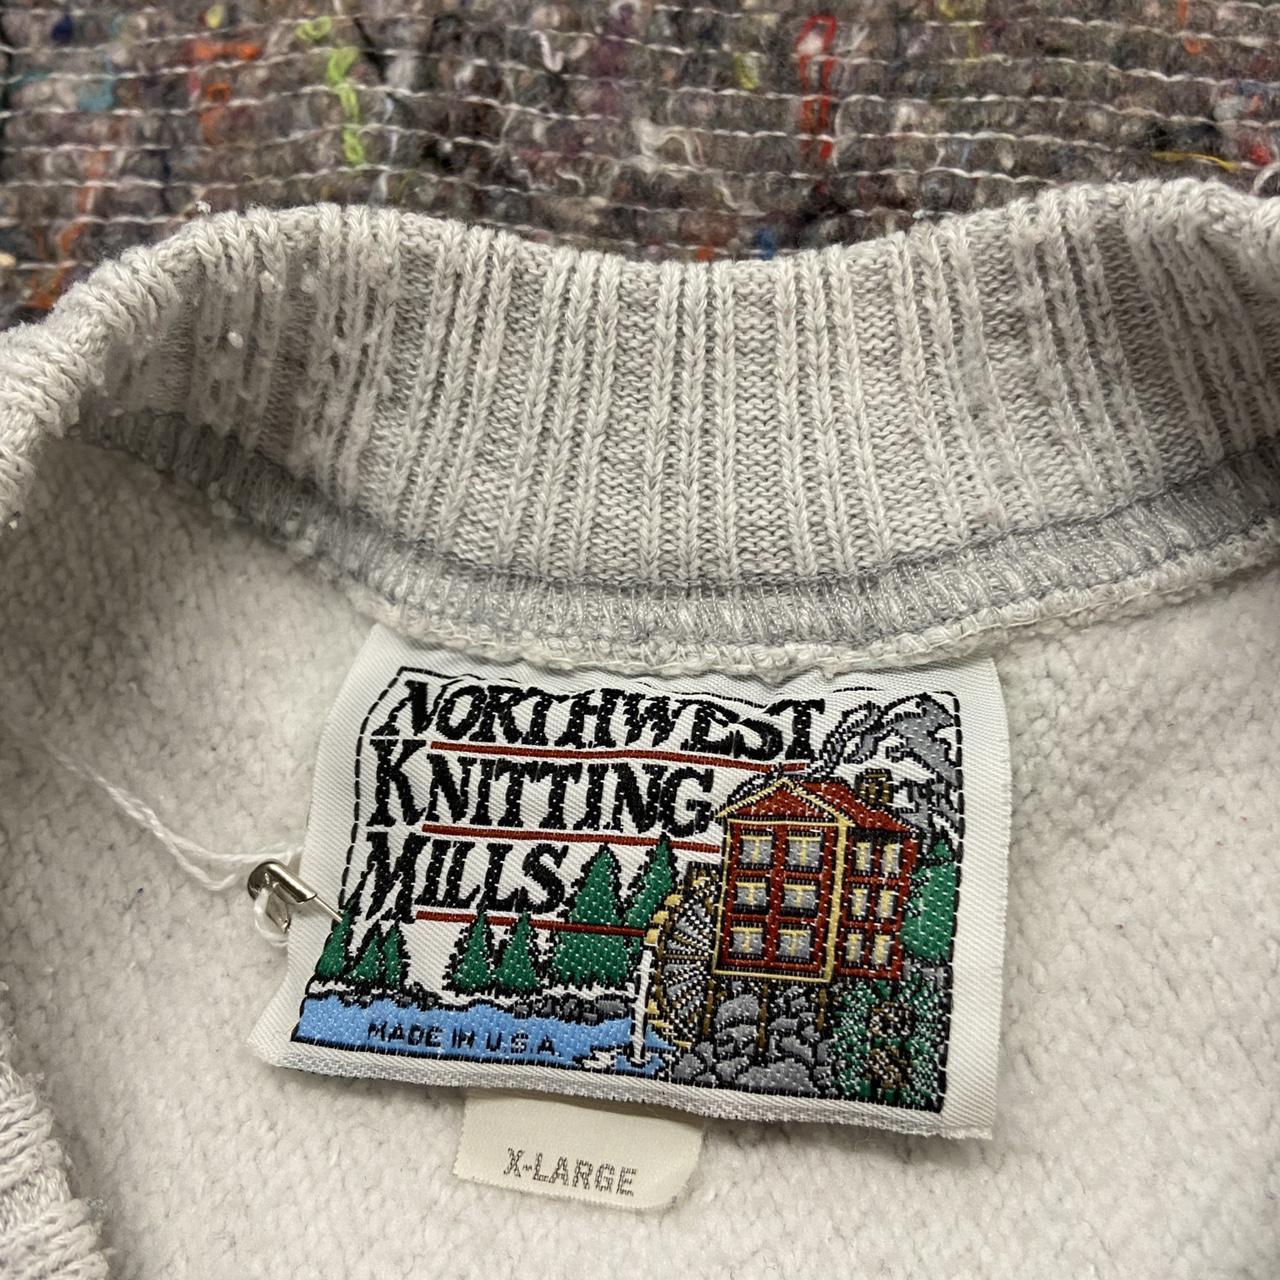 NORTHWEST
KNITTING
MILLS
MADE IN U.S.A.
X-LARGE